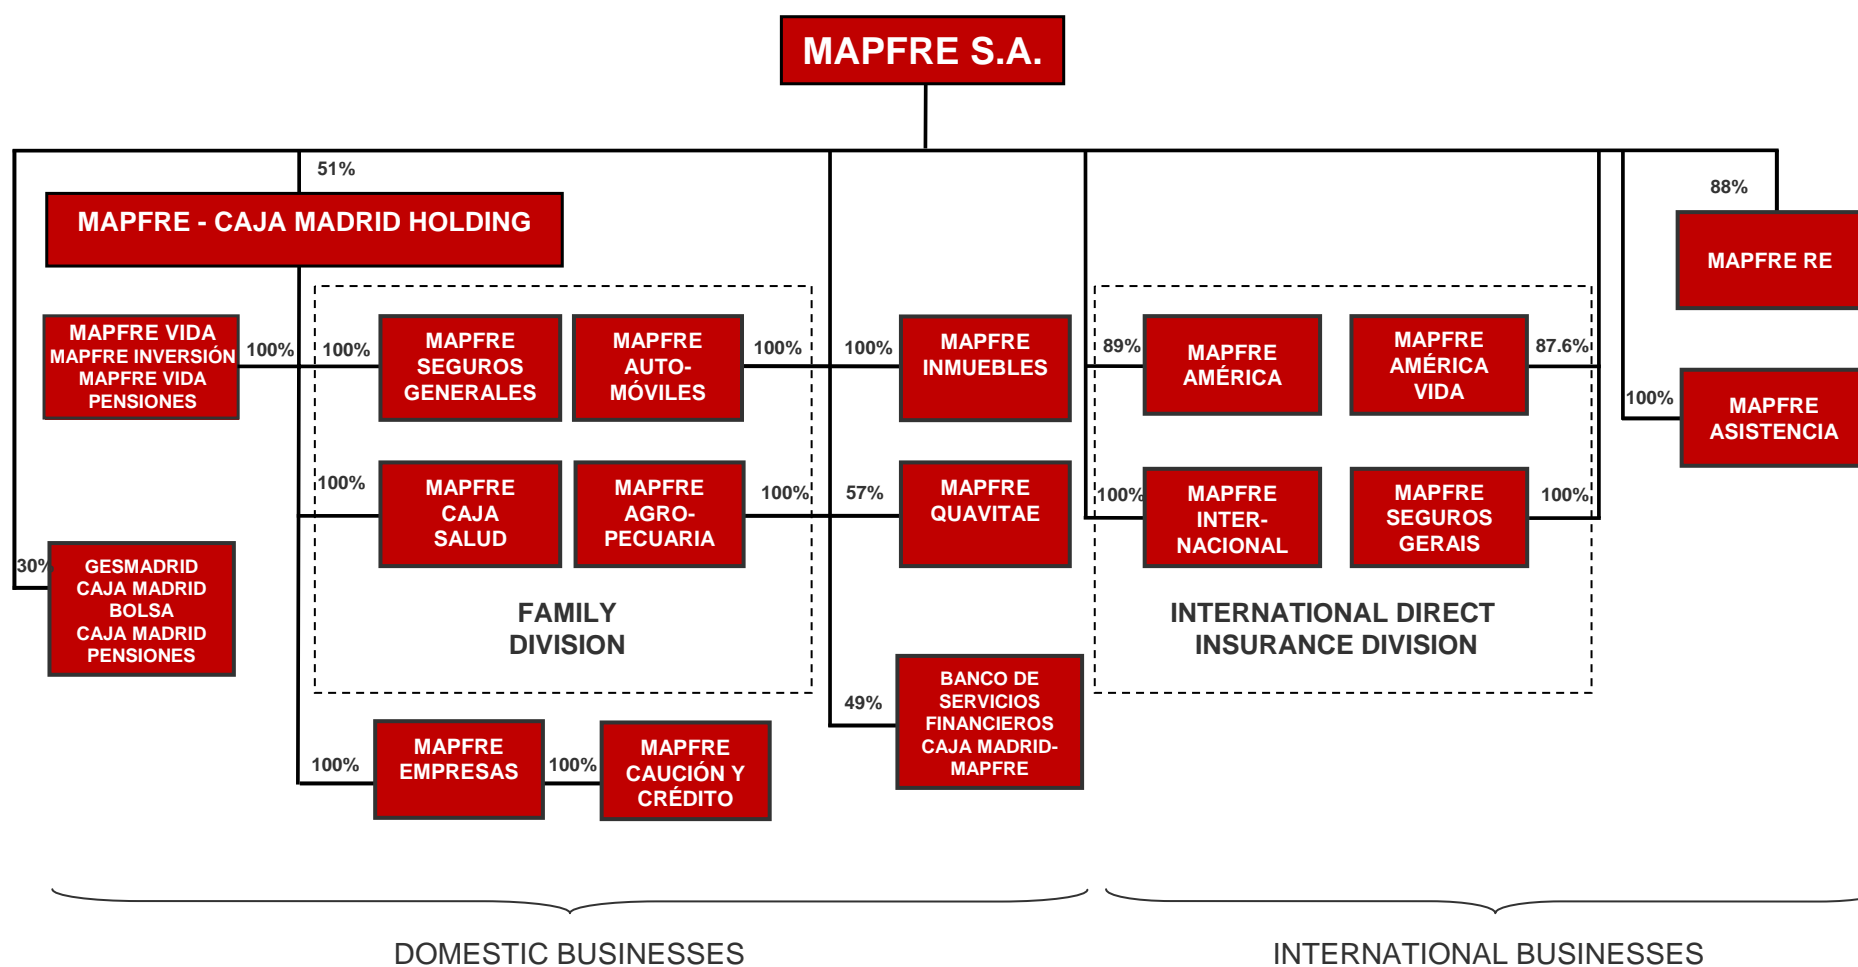 MAPFRE S.A.
51%
88%
MAPFRE - CAJA MADRID HOLDING
MAPFRE RE
MAPFRE VIDA
MAPFRE INVERSIÓN
MAPFRE VIDA
PENSIONES
100%
100%
MAPFRE
SEGUROS
GENERALES
MAPFRE
AUTO-
MÓVILES
100%
100%
MAPFRE
INMUEBLES
89%
MAPFRE
AMÉRICA
MAPFRE
AMÉRICA
VIDA
87.6%
100%
MAPFRE
ASISTENCIA
100%
MAPFRE
CAJA
SALUD
MAPFRE
AGRO-
PECUARIA
100%
57%
MAPFRE
QUAVITAE
100%
MAPFRE
INTER-
NACIONAL
MAPFRE
SEGUROS
GERAIS
100%
30%
GESMADRID
CAJA MADRID
BOLSA
CAJA MADRID
PENSIONES
FAMILY
DIVISION
INTERNATIONAL DIRECT
INSURANCE DIVISION
49%
BANCO DE
SERVICIOS
FINANCIEROS
CAJA MADRID-
MAPFRE
100%
MAPFRE
EMPRESAS
100%
MAPFRE
CAUCIÓN Y
CRÉDITO
DOMESTIC BUSINESSES
INTERNATIONAL BUSINESSES